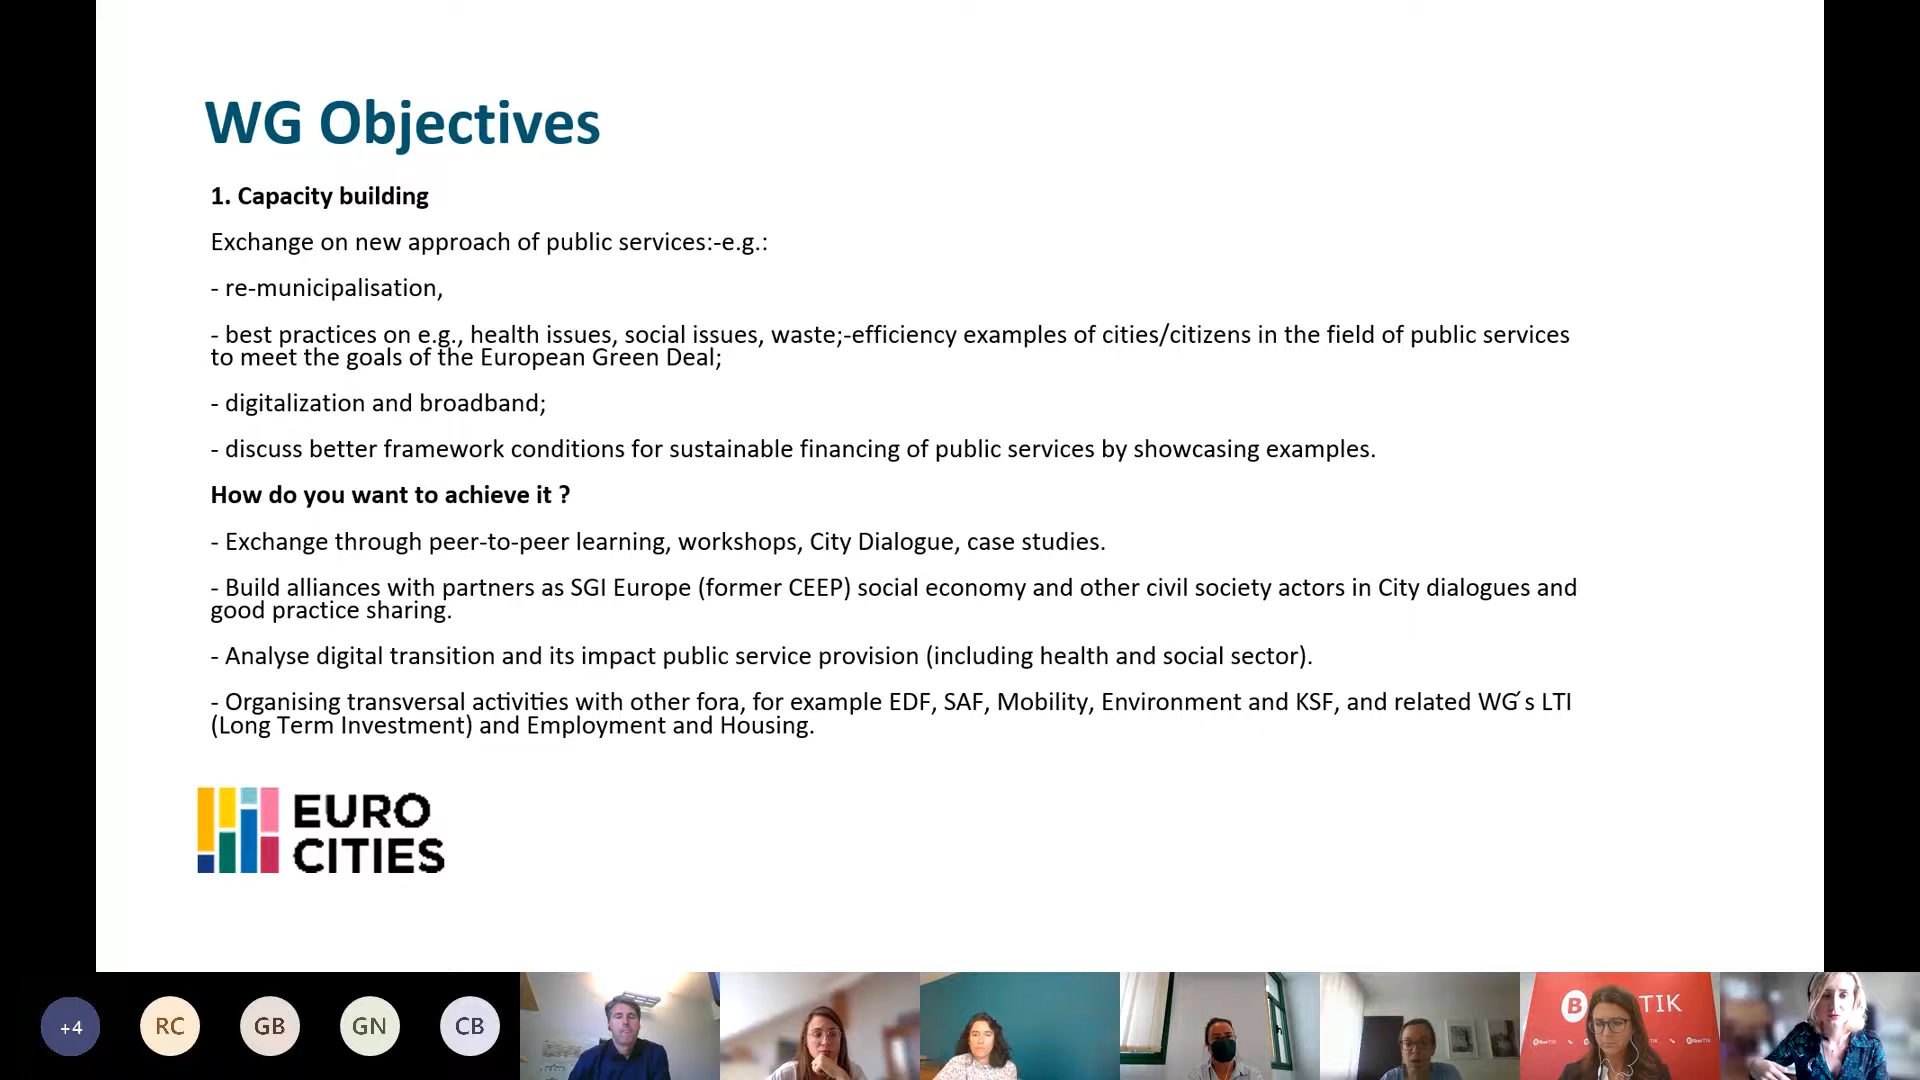 WG Objectives
1. Capacity building
Exchange on new approach of public services:-e.g.:
- re-municipalisation,
- best practices on e.g., health issues, social issues, waste;-efficiency examples of cities/citizens in the field of public services
to meet the goals of the European Green Deal;
- digitalization and broadband;
- discuss better framework conditions for sustainable financing of public services by showcasing examples.
How do you want to achieve it ?
- Exchange through peer-to-peer learning, workshops, City Dialogue, case studies.
- Build alliances with partners as SGI Europe (former CEEP) social economy and other civil society actors in City dialogues and
good practice sharing.
- Analyse digital transition and its impact public service provision (including health and social sector).
- Organising transversal activities with other fora, for example EDF, SAF, Mobility, Environment and KSF, and related WG´s LTI
(Long Term Investment) and Employment and Housing.
EURO
CITIES
+4
RC
GB
GN
CB
B TIK